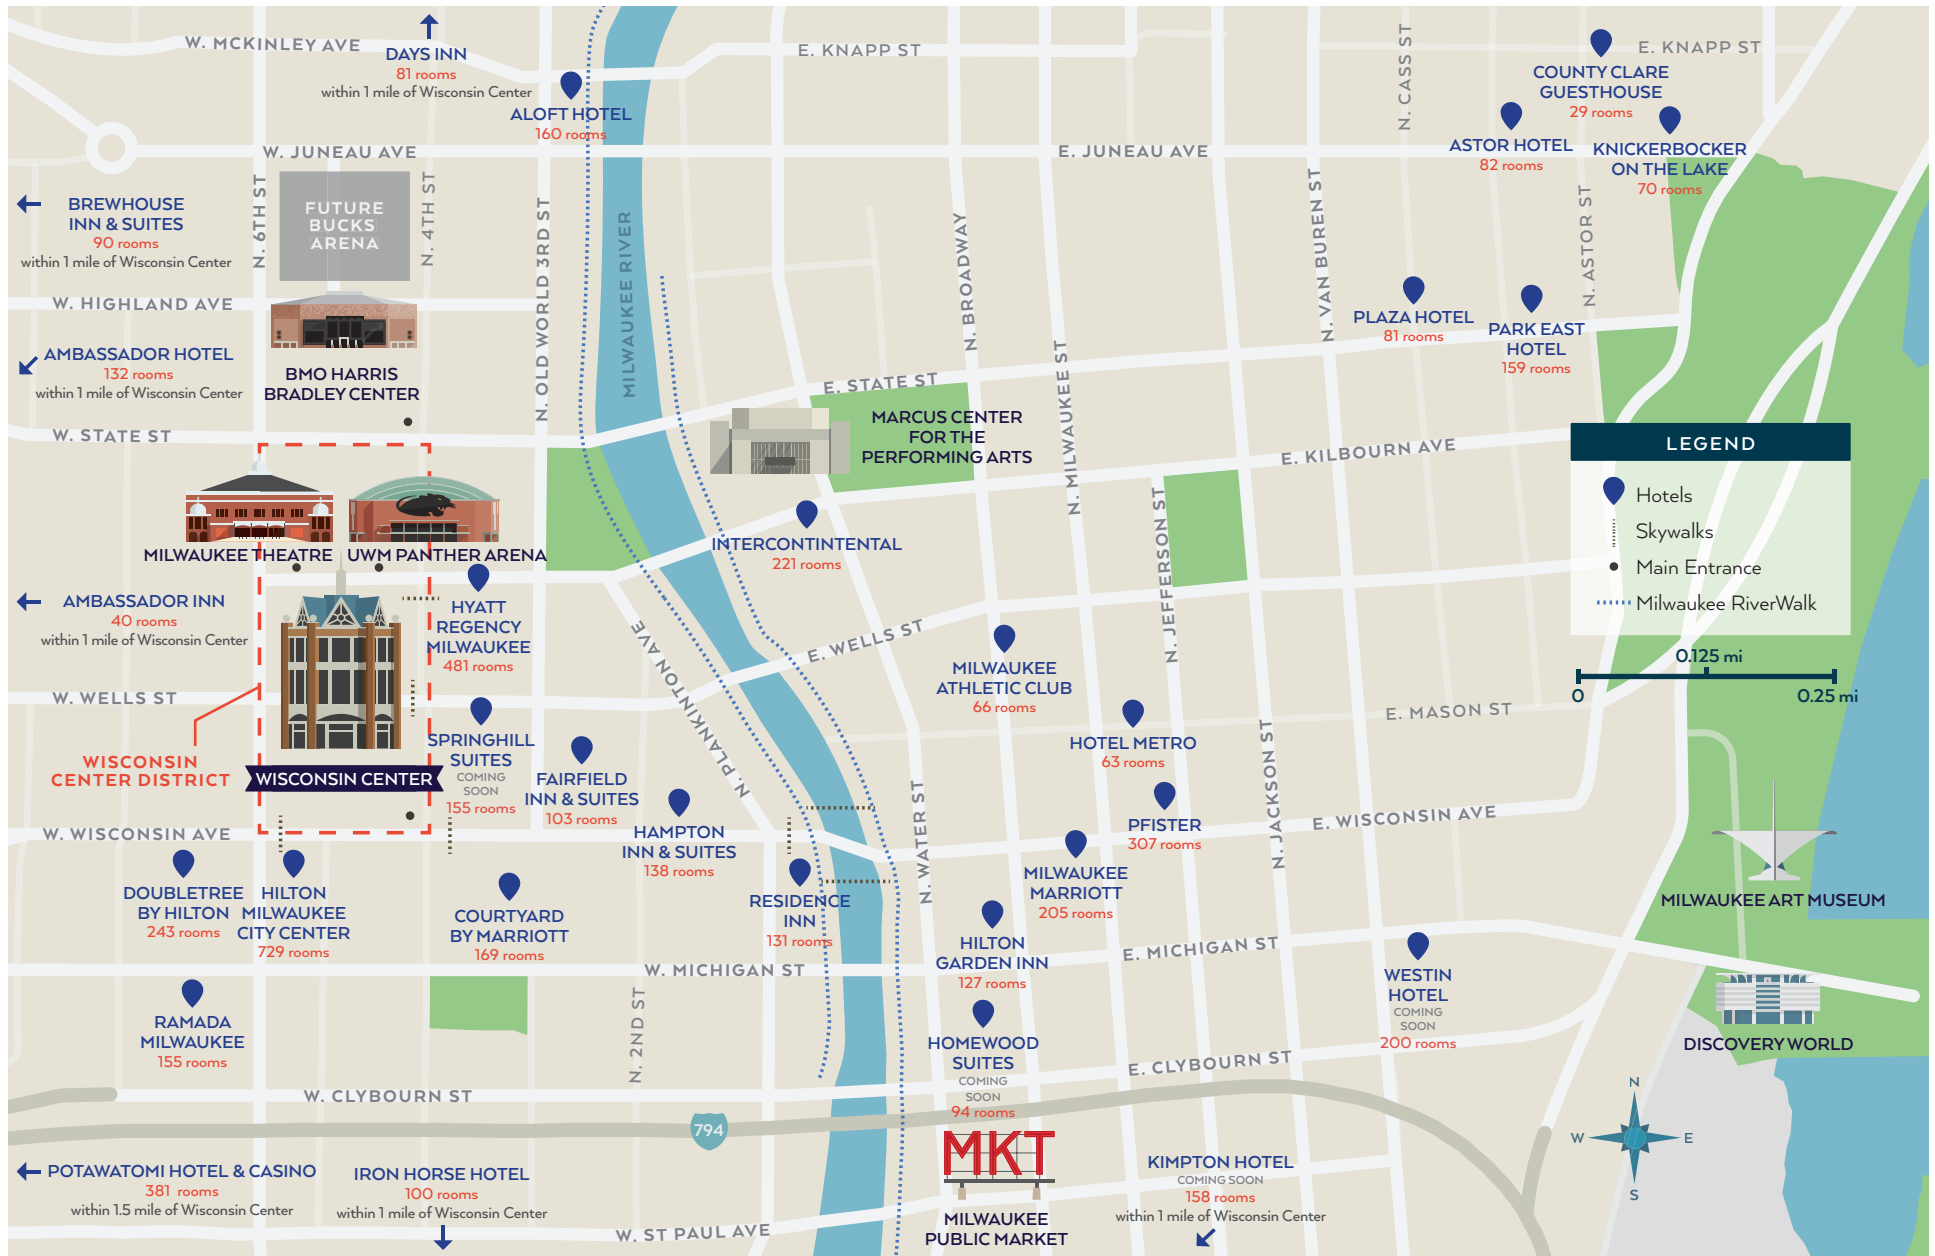 W. MCKINLEY AVE
DAYS INN
81 rooms
within 1 mile of Wisconsin Center
ALOFT HOTEL
160 rooms
E. KNAPP ST
N. CASS ST
E. KNAPP ST
COUNTY CLARE
GUESTHOUSE
29 rooms
ASTOR HOTEL
82 rooms
KNICKERBOCKER
ON THE LAKE
70 rooms
W. JUNEAU AVE
E. JUNEAU AVE
BREWHOUSE
INN & SUITES
90 rooms
within 1 mile of Wisconsin Center
N. 6TH ST
FUTURE
BUCKS
ARENA
N. 4TH ST
N. OLD WORLD 3RD ST
MILWAUKEE RIVER
N. BROADWAY
N. VAN BUREN ST
N. ASTOR ST
W. HIGHLAND AVE
PLAZA HOTEL
81 rooms
PARK EAST
HOTEL
159 rooms
AMBASSADOR HOTEL
132 rooms
within 1 mile of Wisconsin Center
BMO HARRIS
BRADLEY CENTER
E. STATE ST
N. MILWAUKEE ST
MARCUS CENTER
FOR THE
PERFORMING ARTS
W. STATE ST
E. KILBOURN AVE
LEGEND
Hotels
Skywalks
Main Entrance
Milwaukee RiverWalk
0.125 mi
0
0.25 mi
MILWAUKEE THEATRE
UWM PANTHER ARENA
INTERCONTINTENTAL
221 rooms
N. JEFFERSON ST
AMBASSADOR INN
40 rooms
within 1 mile of Wisconsin Center
HYATT
REGENCY
MILWAUKEE
481 rooms
N. PLANKINTON AVE
E. WELLS ST
MILWAUKEE
ATHLETIC CLUB
66 rooms
W. WELLS ST
E. MASON ST
HOTEL METRO
63 rooms
SPRINGHILL
SUITES
COMING
SOON
155 rooms
FAIRFIELD
INN & SUITES
103 rooms
WISCONSIN
CENTER DISTRICT
WISCONSIN CENTER
N. JACKSON ST
HAMPTON
INN & SUITES
138 rooms
N. WATER ST
PFISTER
307 rooms
W. WISCONSIN AVE
E. WISCONSIN AVE
DOUBLETREE
BY HILTON
243 rooms
HILTON
MILWAUKEE
CITY CENTER
729 rooms
COURTYARD
BY MARRIOTT
169 rooms
RESIDENCE
INN
131 rooms
MILWAUKEE
MARRIOTT
205 rooms
MILWAUKEE ART MUSEUM
HILTON
GARDEN INN
127 rooms
W. MICHIGAN ST
E. MICHIGAN ST
WESTIN
HOTEL
COMING
SOON
200 rooms
RAMADA
MILWAUKEE
155 rooms
N. 2ND ST
HOMEWOOD
SUITES
COMING
SOON
94 rooms
DISCOVERY WORLD
W. CLYBOURN ST
E. CLYBOURN ST
794
N
W
E
S
MKT
MILWAUKEE
PUBLIC MARKET
POTAWATOMI HOTEL & CASINO
381 rooms
within 1.5 mile of Wisconsin Center
IRON HORSE HOTEL
100 rooms
within 1 mile of Wisconsin Center
KIMPTON HOTEL
COMING SOON
158 rooms
within 1 mile of Wisconsin Center
W. ST PAUL AVE